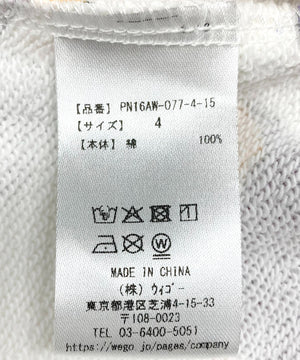 【品番】 PN16AW-077-4-15
【サイズ】 4
【本体】 綿 100%
MADE IN CHINA
(株) ウィゴー
東京都港区芝浦4-15-33
〒108-0023
TEL 03-6400-5051
https://wego.jp/pages/company